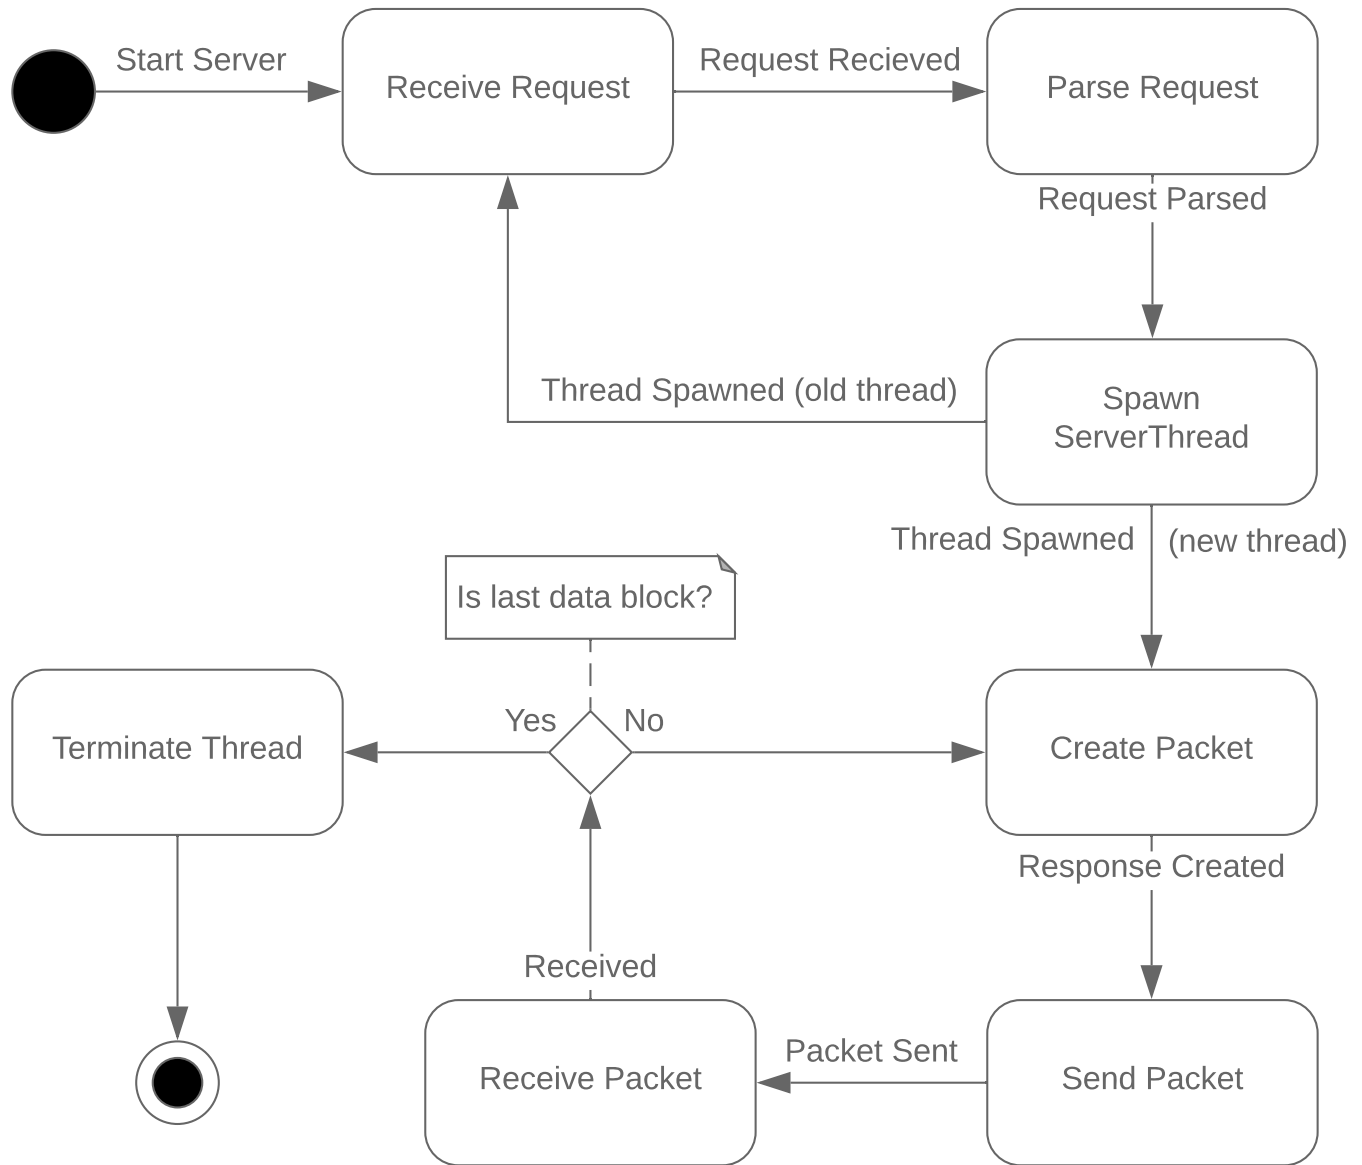 Start Server
Receive Request
Request Recieved
Parse Request
Request Parsed
Thread Spawned (old thread)
Spawn
ServerThread
Thread Spawned (new thread)
Is last data block?
Terminate Thread
Yes
No
Create Packet
Response Created
Received
Receive Packet
Packet Sent
Send Packet